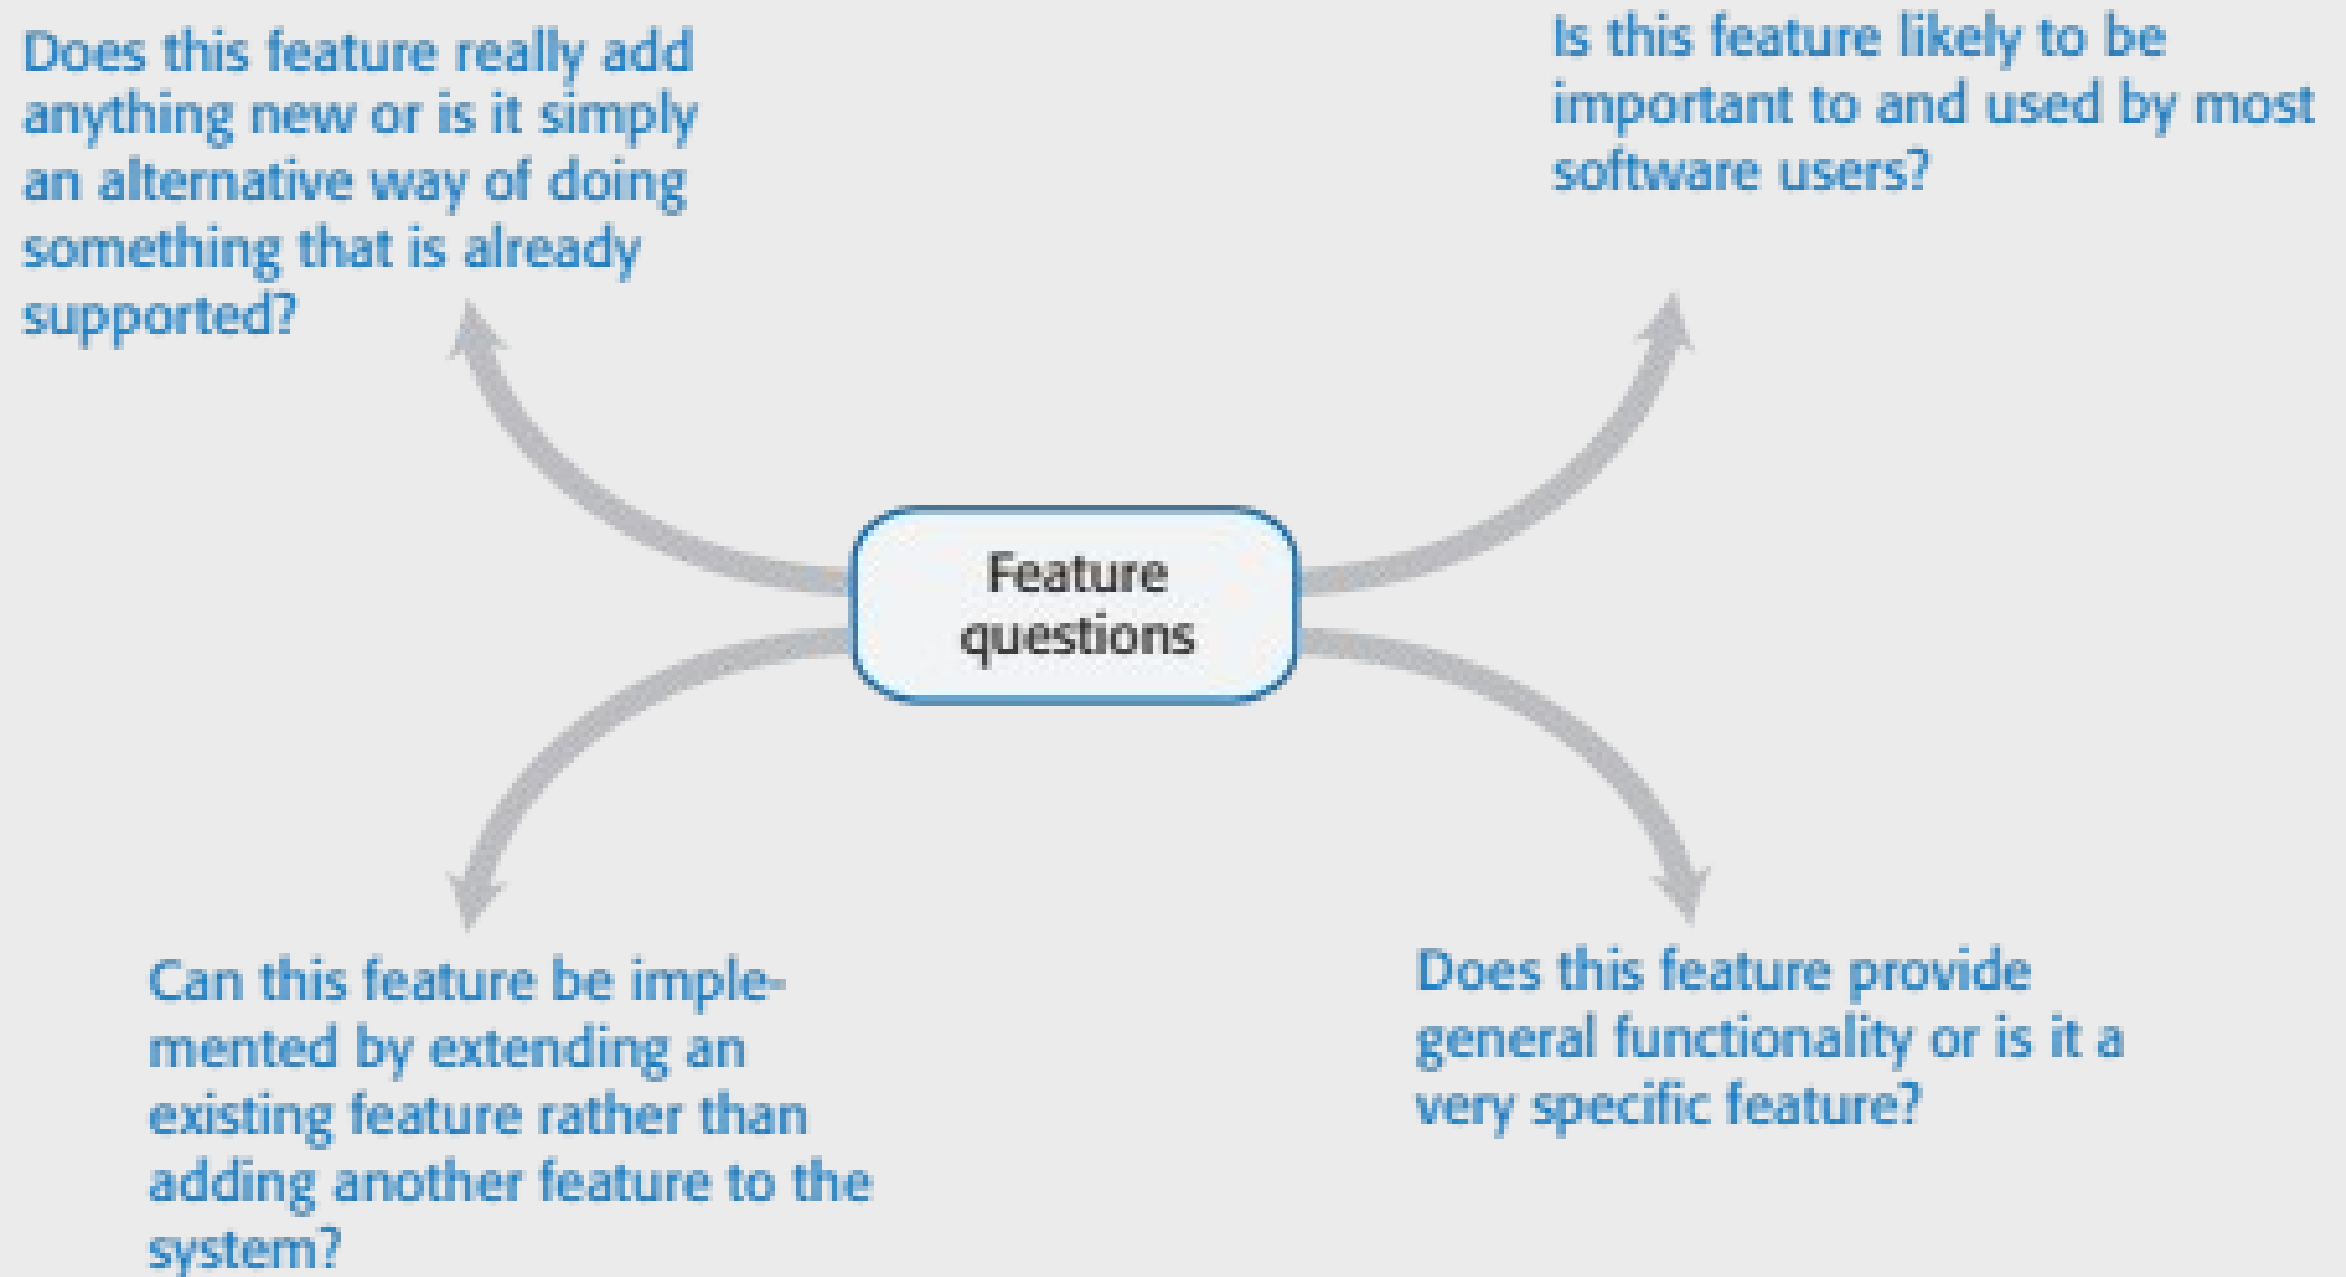 Does this feature really add
anything new or is it simply
an alternative way of doing
something that is already
supported?
Is this feature likely to be
important to and used by most
software users?
Feature
questions
Can this feature be imple-
mented by extending an
existing feature rather than
adding another feature to the
system?
Does this feature provide
general functionality or is it a
very specific feature?